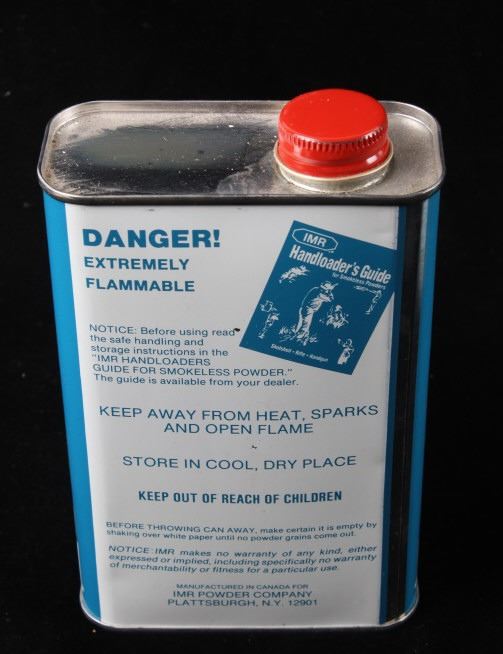 DANGER!
EXTREMELY
FLAMMABLE
IMR
Handloader's Guide
for Smokeless Powders
Shotshell • Rifle • Handgun
NOTICE: Before using read
the safe handling and
storage instructions in the
"IMR HANDLOADERS
GUIDE FOR SMOKELESS POWDER."
The guide is available from your dealer.
KEEP AWAY FROM HEAT, SPARKS
AND OPEN FLAME
STORE IN COOL, DRY PLACE
KEEP OUT OF REACH OF CHILDREN
BEFORE THROWING CAN AWAY, make certain it is empty by
shaking over white paper until no powder grains come out.
NOTICE: IMR makes no warranty of any kind, either
expressed or implied, including specifically no warranty
of merchantability or fitness for a particular use.
MANUFACTURED IN CANADA FOR
IMR POWDER COMPANY
PLATTSBURGH, N.Y. 12901